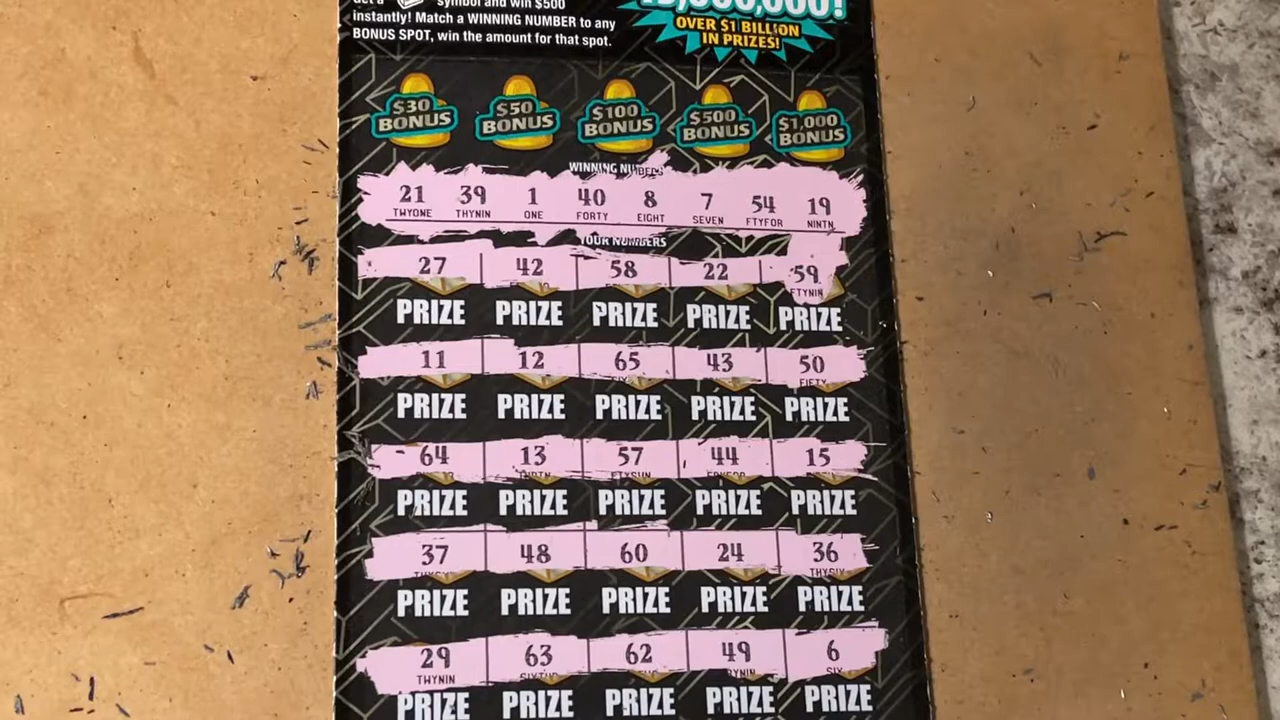 symbol and win $500
instantly! Match a WINNING NUMBER to any
BONUS SPOT, win the amount for that spot.
OVER $1 BILLION
IN PRIZES!
$30 BONUS $50 BONUS $100 BONUS $500 BONUS $1,000 BONUS
WINNING NUMBERS
21 39 1 40 8 7 54 19
TWYONE THYNIN ONE FORTY EIGHT SEVEN FTYFOR NINTN
YOUR NUMBERS
27 42 58 22 59
FTYNIN
PRIZE PRIZE PRIZE PRIZE PRIZE
11 12 65 43 50
FIFTY
PRIZE PRIZE PRIZE PRIZE PRIZE
64 13 57 44 15
PRIZE PRIZE PRIZE PRIZE PRIZE
37 48 60 24 36
THYSIX
PRIZE PRIZE PRIZE PRIZE PRIZE
29 63 62 49 6
TWYNIN SIX
PRIZE PRIZE PRIZE PRIZE PRIZE